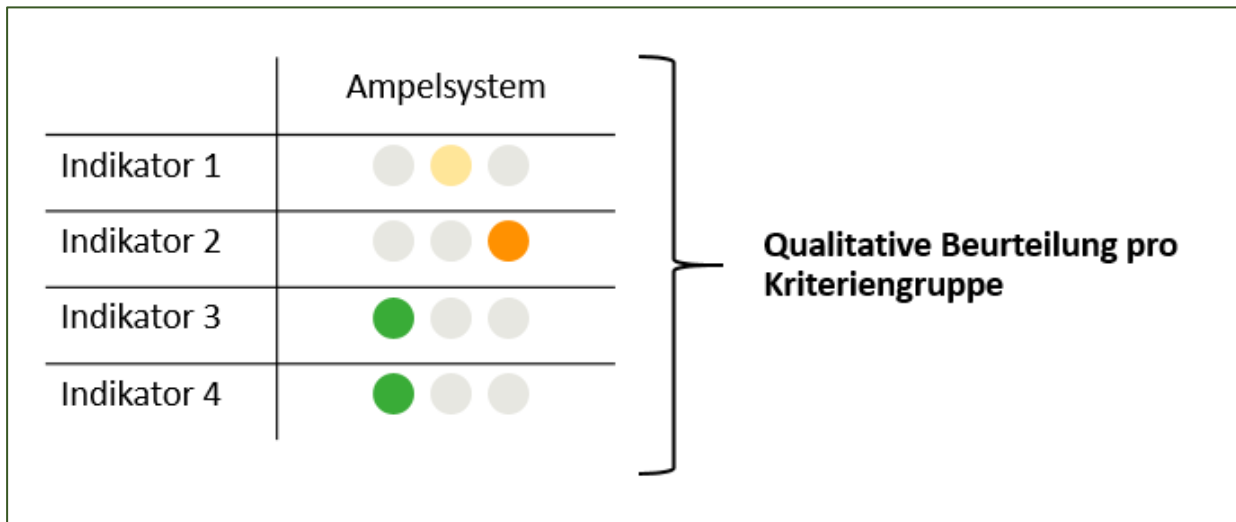 Ampelsystem
Indikator 1
Indikator 2
Indikator 3
Indikator 4
Qualitative Beurteilung pro
Kriteriengruppe